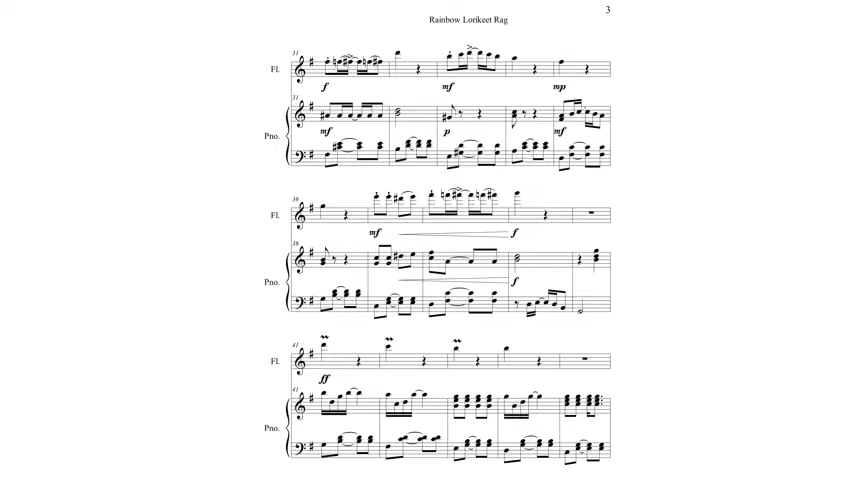 3
Rainbow Lorikeet Rag
31
Fl.
f
mf
mp
31
Pno.
mf
p
mf
36
Fl.
mf
f
36
Pno.
f
41
Fl.
ff
41
Pno.